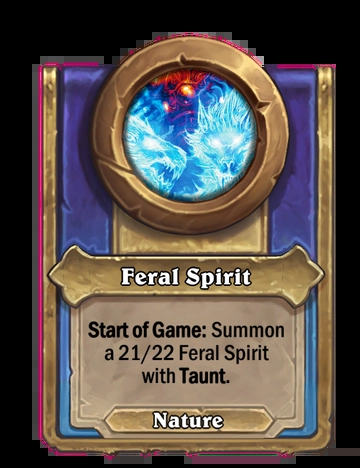 Feral Spirit
Start of Game: Summon
a 21/22 Feral Spirit
with Taunt.
Nature